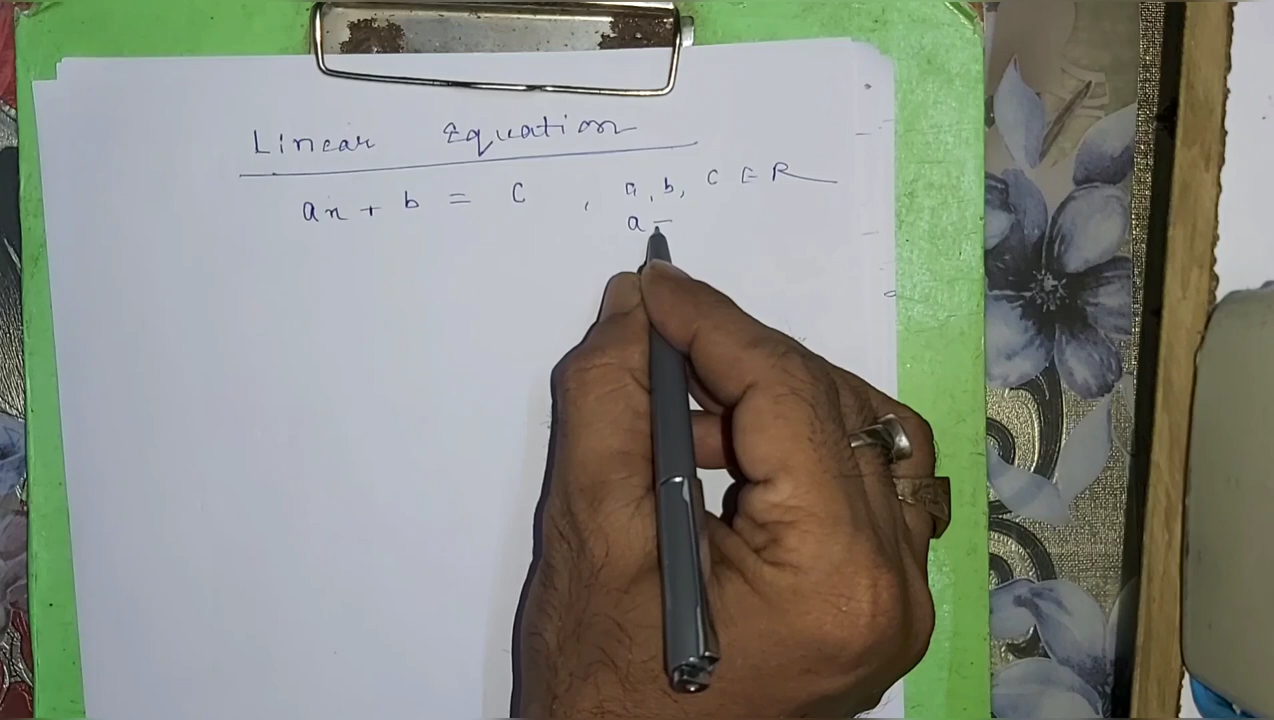 Linear Equation
ax + b = c , a, b, c ∈ R
a -